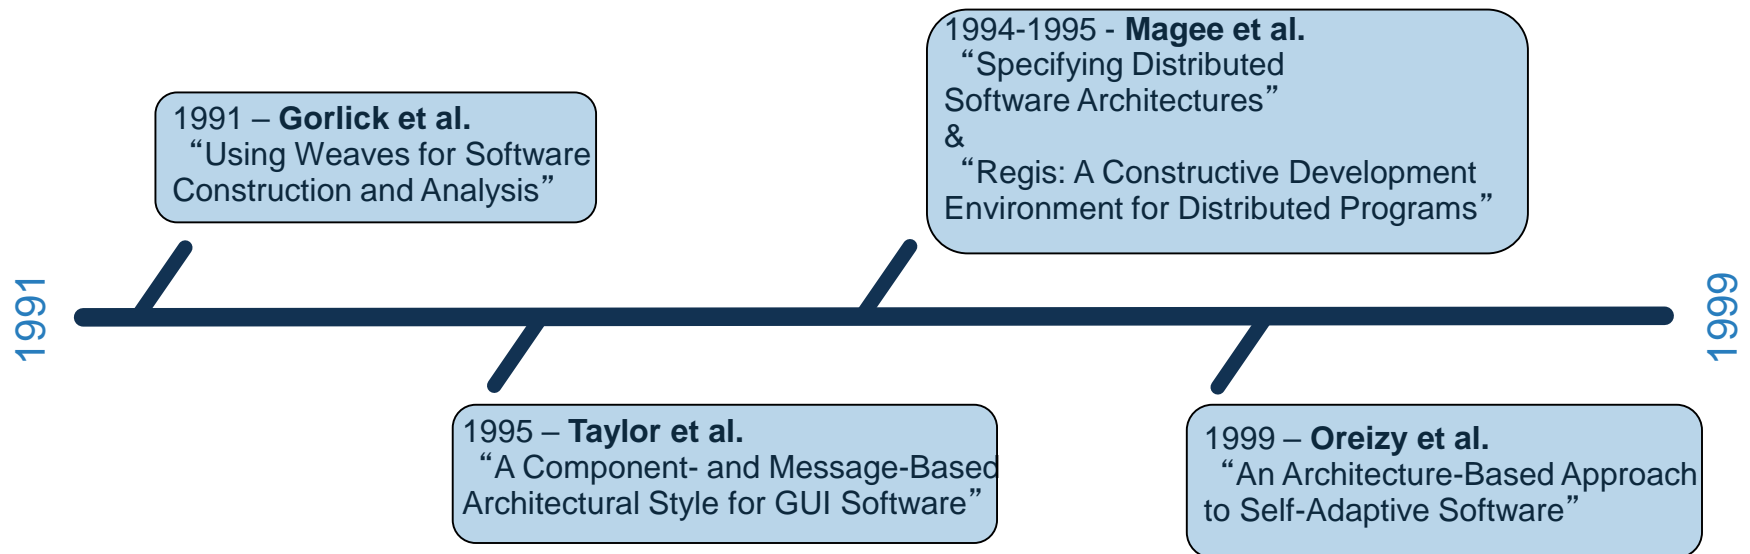 1991
1991 – Gorlick et al.
“Using Weaves for Software
Construction and Analysis”
1995 – Taylor et al.
“A Component- and Message-Based
Architectural Style for GUI Software”
1994-1995 - Magee et al.
“Specifying Distributed
Software Architectures”
&
“Regis: A Constructive Development
Environment for Distributed Programs”
1999 – Oreizy et al.
“An Architecture-Based Approach
to Self-Adaptive Software”
1999